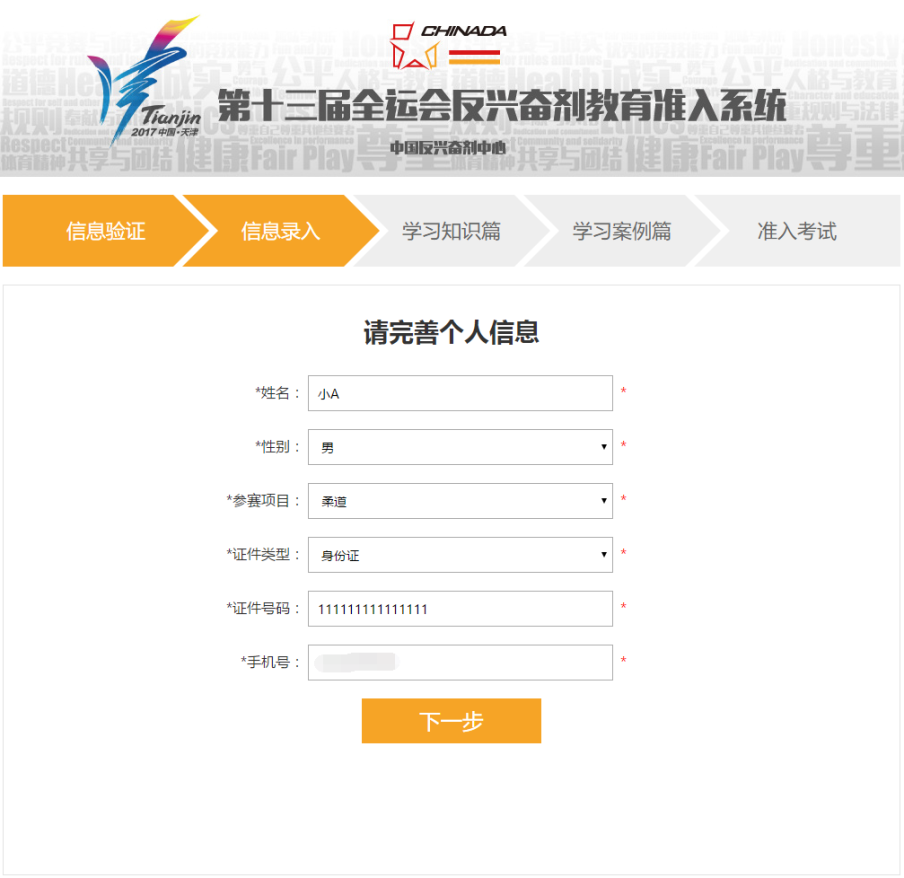 CHINADA
Tianjin
2017 中国·天津
第十三届全运会反兴奋剂教育准入系统
中国反兴奋剂中心
信息验证 信息录入 学习知识篇 学习案例篇 准入考试
请完善个人信息
*姓名： 小A *
*性别： 男 *
*参赛项目： 柔道 *
*证件类型： 身份证 *
*证件号码： 111111111111111 *
*手机号： *
下一步